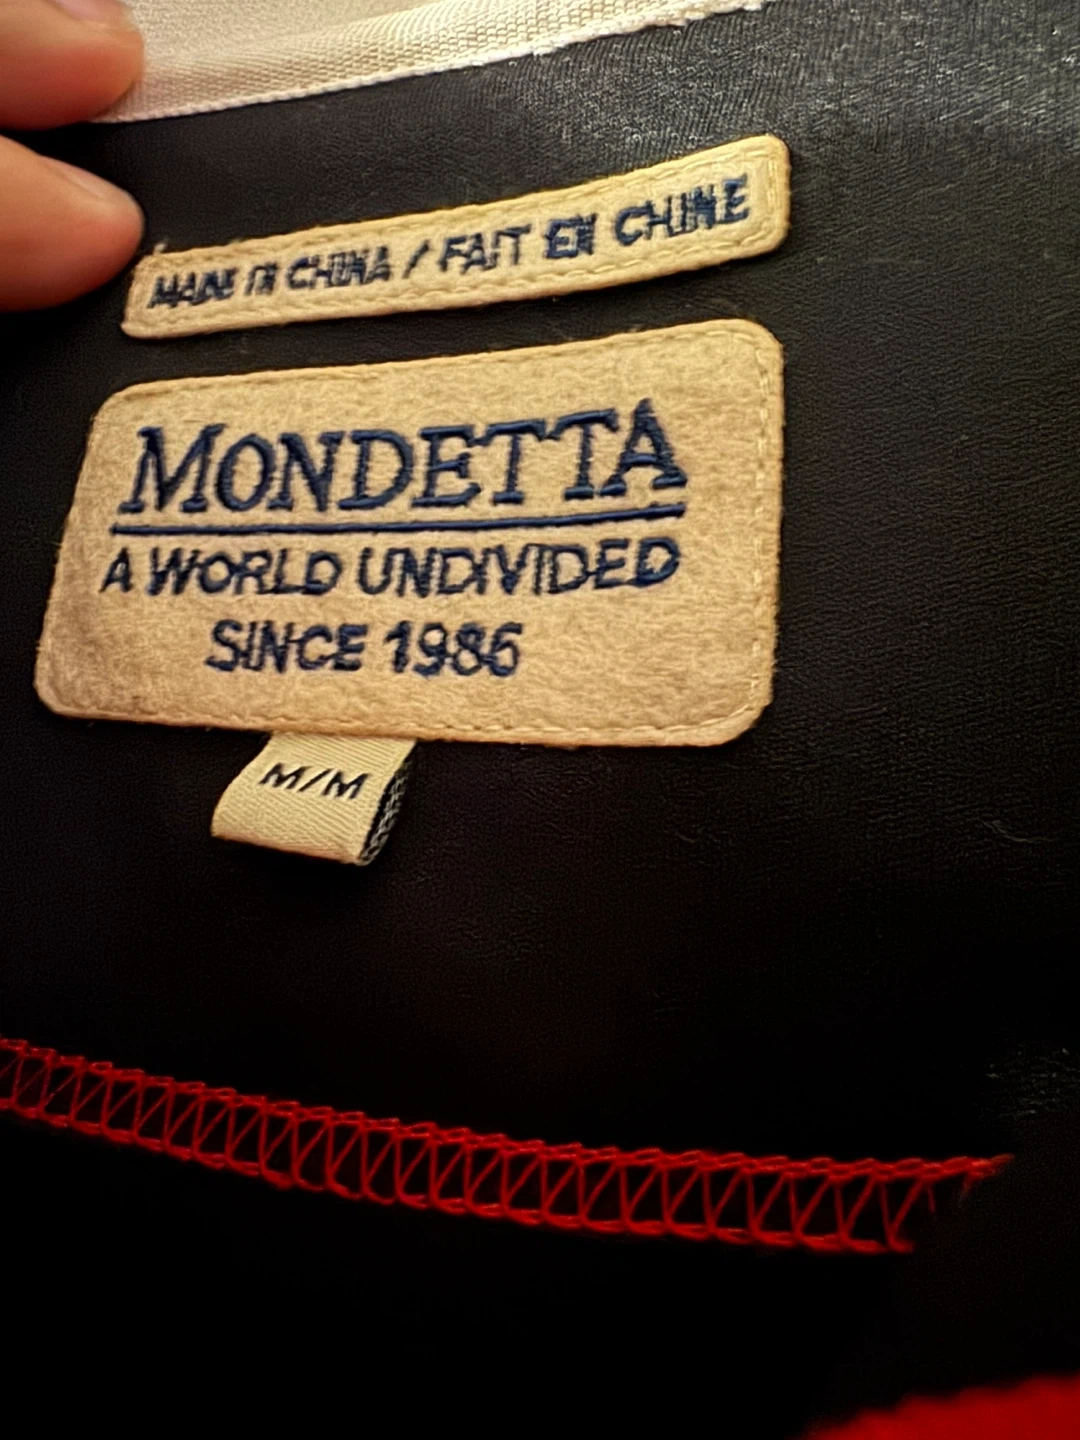 MADE IN CHINA / FAIT EN CHINE
MONDETTA
A WORLD UNDIVIDED
SINCE 1986
M/M